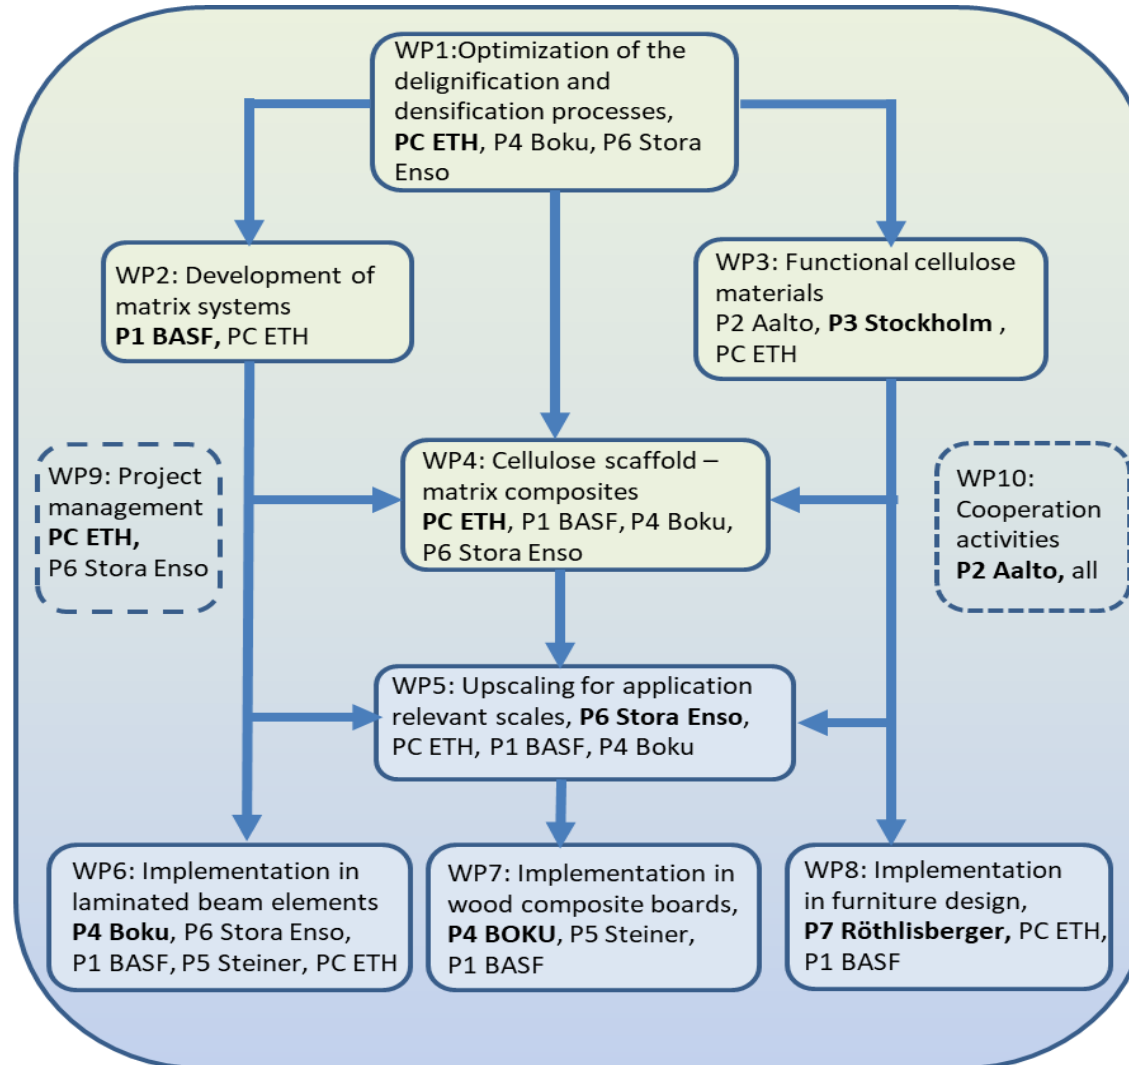 WP1:Optimization of the
delignification and
densification processes,
PC ETH, P4 Boku, P6 Stora
Enso
WP2: Development of
matrix systems
P1 BASF, PC ETH
WP3: Functional cellulose
materials
P2 Aalto, P3 Stockholm ,
PC ETH
WP9: Project
management
PC ETH,
P6 Stora Enso
WP4: Cellulose scaffold –
matrix composites
PC ETH, P1 BASF, P4 Boku,
P6 Stora Enso
WP10:
Cooperation
activities
P2 Aalto, all
WP5: Upscaling for application
relevant scales, P6 Stora Enso,
PC ETH, P1 BASF, P4 Boku
WP6: Implementation in
laminated beam elements
P4 Boku, P6 Stora Enso,
P1 BASF, P5 Steiner, PC ETH
WP7: Implementation in
wood composite boards,
P4 BOKU, P5 Steiner,
P1 BASF
WP8: Implementation
in furniture design,
P7 Röthlisberger, PC ETH,
P1 BASF